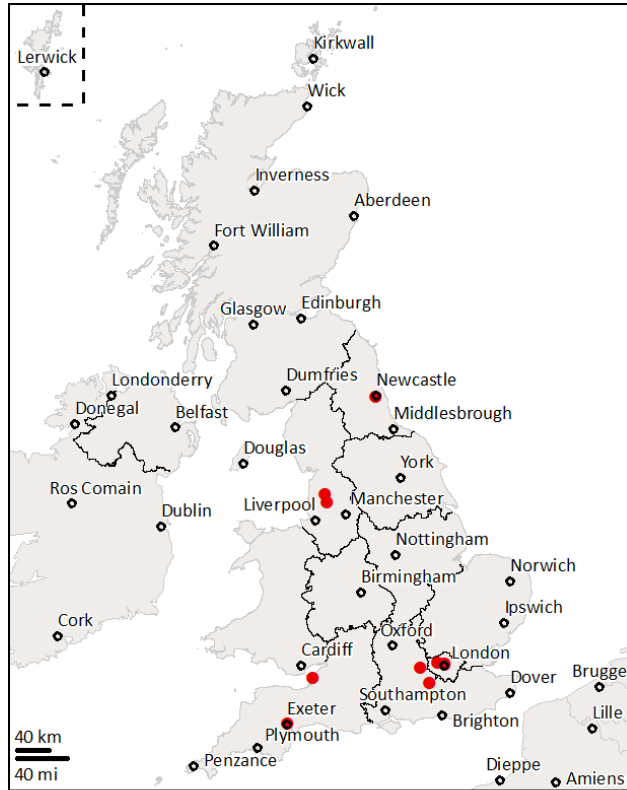 Kirkwall
Lerwick
Wick
Inverness
Aberdeen
Fort William
Glasgow
Edinburgh
Dumfries
Newcastle
Londonderry
Donegal
Belfast
Middlesbrough
Douglas
York
Ros Comain
Liverpool
Manchester
Dublin
Nottingham
Birmingham
Norwich
Ipswich
Cork
Oxford
Cardiff
London
Brugge
Southampton
Dover
Exeter
Brighton
Lille
Plymouth
40 km
Penzance
40 mi
Dieppe
Amiens